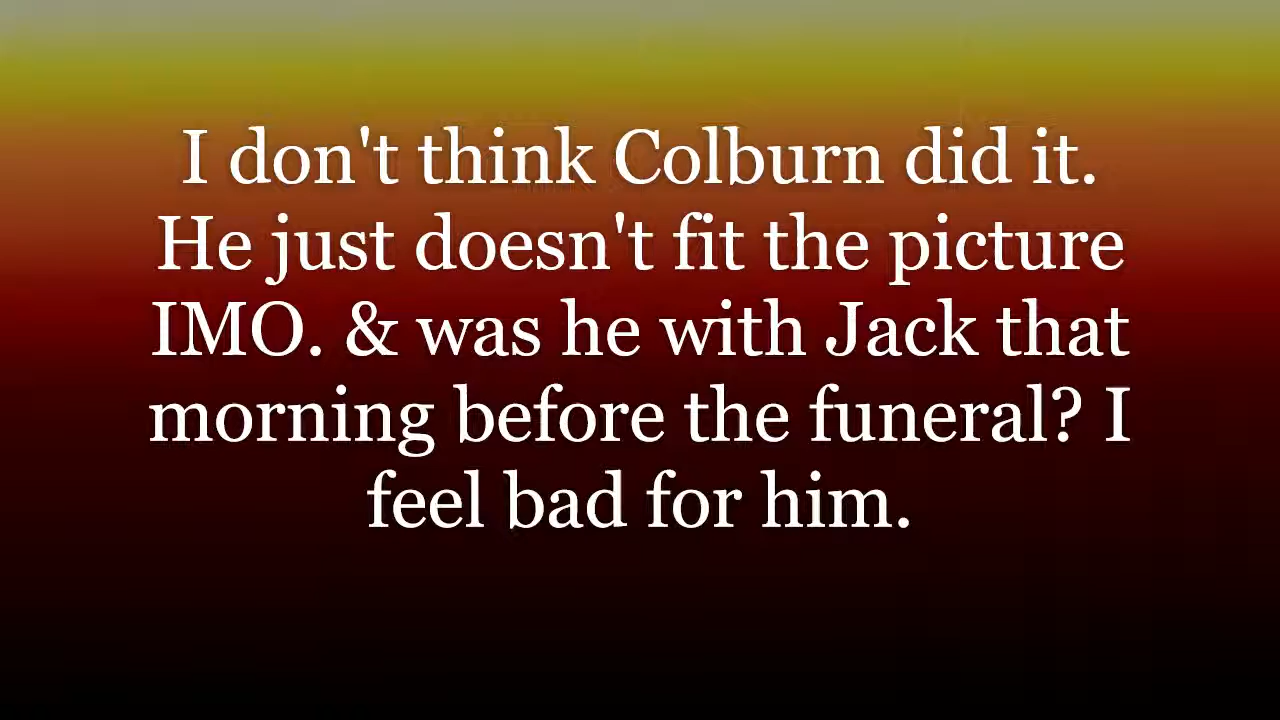 I don't think Colburn did it.
He just doesn't fit the picture
IMO. & was he with Jack that
morning before the funeral? I
feel bad for him.